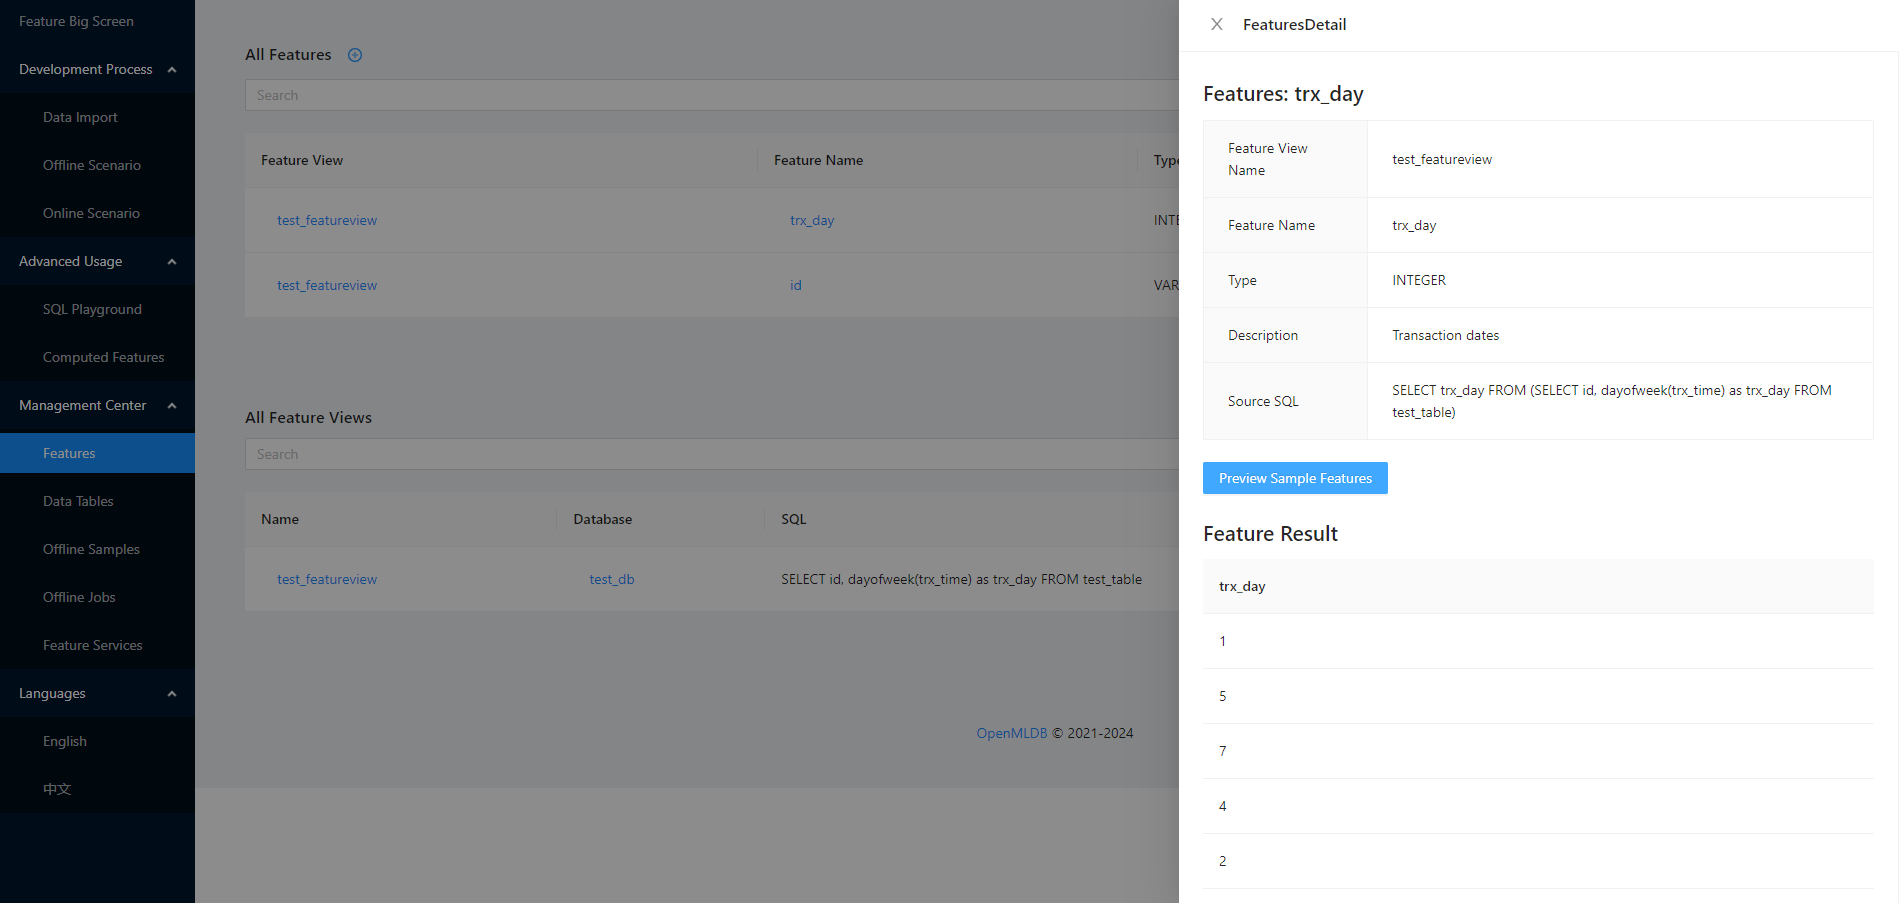 Feature Big Screen
Development Process
Data Import
Offline Scenario
Online Scenario
Advanced Usage
SQL Playground
Computed Features
Management Center
Features
Data Tables
Offline Samples
Offline Jobs
Feature Services
Languages
English
中文
All Features
Search
Feature View Feature Name Type
test_featureview trx_day INTE
test_featureview id VAR
All Feature Views
Search
Name Database SQL
test_featureview test_db SELECT id, dayofweek(trx_time) as trx_day FROM test_table
OpenMLDB © 2021-2024
FeaturesDetail
Features: trx_day
Feature View
Name
test_featureview
Feature Name trx_day
Type INTEGER
Description Transaction dates
Source SQL
SELECT trx_day FROM (SELECT id, dayofweek(trx_time) as trx_day FROM
test_table)
Preview Sample Features
Feature Result
trx_day
1
5
7
4
2